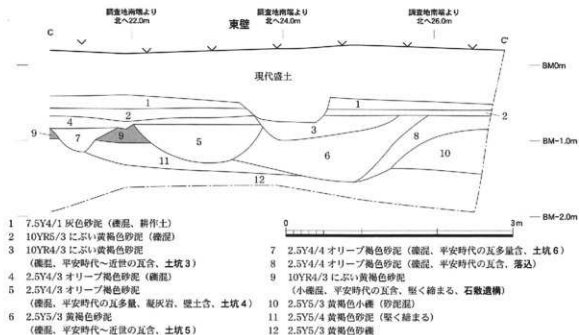 調査地南端より
北へ22.0m
調査地南端より
北へ24.0m
調査地南端より
北へ26.0m
東壁
C
C'
BM0m
現代盛土
1
1
2
2
3
4
9
7
9
5
6
8
10
11
12
BM-1.0m
BM-2.0m
0
3m
1 7.5Y4/1 灰色砂泥（礫混、耕作土）
2 10YR5/3 にぶい黄褐色砂泥（礫混）
3 10YR4/3 にぶい黄褐色砂泥
（礫混、平安時代～近世の瓦含、土坑3）
4 2.5Y4/3 オリーブ褐色砂泥（礫混）
5 2.5Y4/3 オリーブ褐色砂泥
（礫混、平安時代の瓦多量、凝灰岩、壁土含、土坑4）
6 2.5Y5/3 黄褐色砂泥
（礫混、平安時代～近世の瓦含、土坑5）
7 2.5Y4/4 オリーブ褐色砂泥（礫混、平安時代の瓦多量含、土坑6）
8 2.5Y4/4 オリーブ褐色砂泥（礫混、平安時代の瓦含、落込）
9 10YR4/3 にぶい黄褐色砂泥
（小礫混、平安時代の瓦含、堅く締まる、石敷遺構）
10 2.5Y5/3 黄褐色小礫（砂泥混）
11 2.5Y5/4 黄褐色砂泥（堅く締まる）
12 2.5Y5/3 黄褐色砂礫